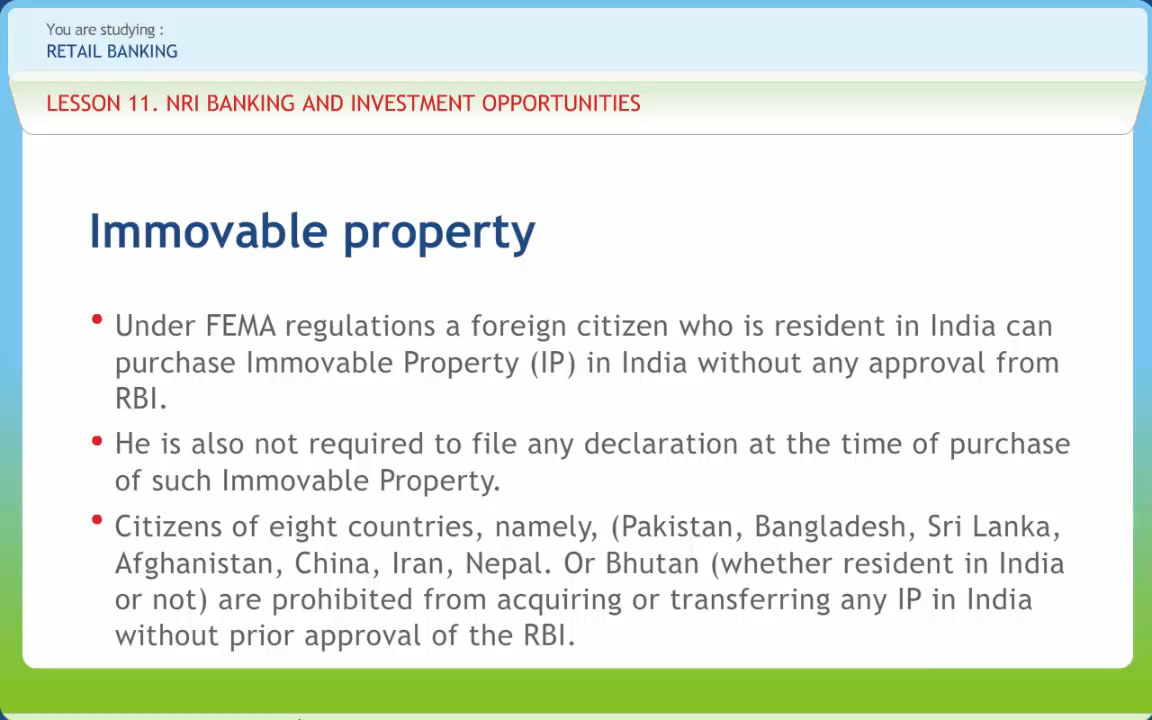 You are studying :
RETAIL BANKING
LESSON 11. NRI BANKING AND INVESTMENT OPPORTUNITIES
Immovable property
• Under FEMA regulations a foreign citizen who is resident in India can
purchase Immovable Property (IP) in India without any approval from
RBI.
• He is also not required to file any declaration at the time of purchase
of such Immovable Property.
• Citizens of eight countries, namely, (Pakistan, Bangladesh, Sri Lanka,
Afghanistan, China, Iran, Nepal. Or Bhutan (whether resident in India
or not) are prohibited from acquiring or transferring any IP in India
without prior approval of the RBI.